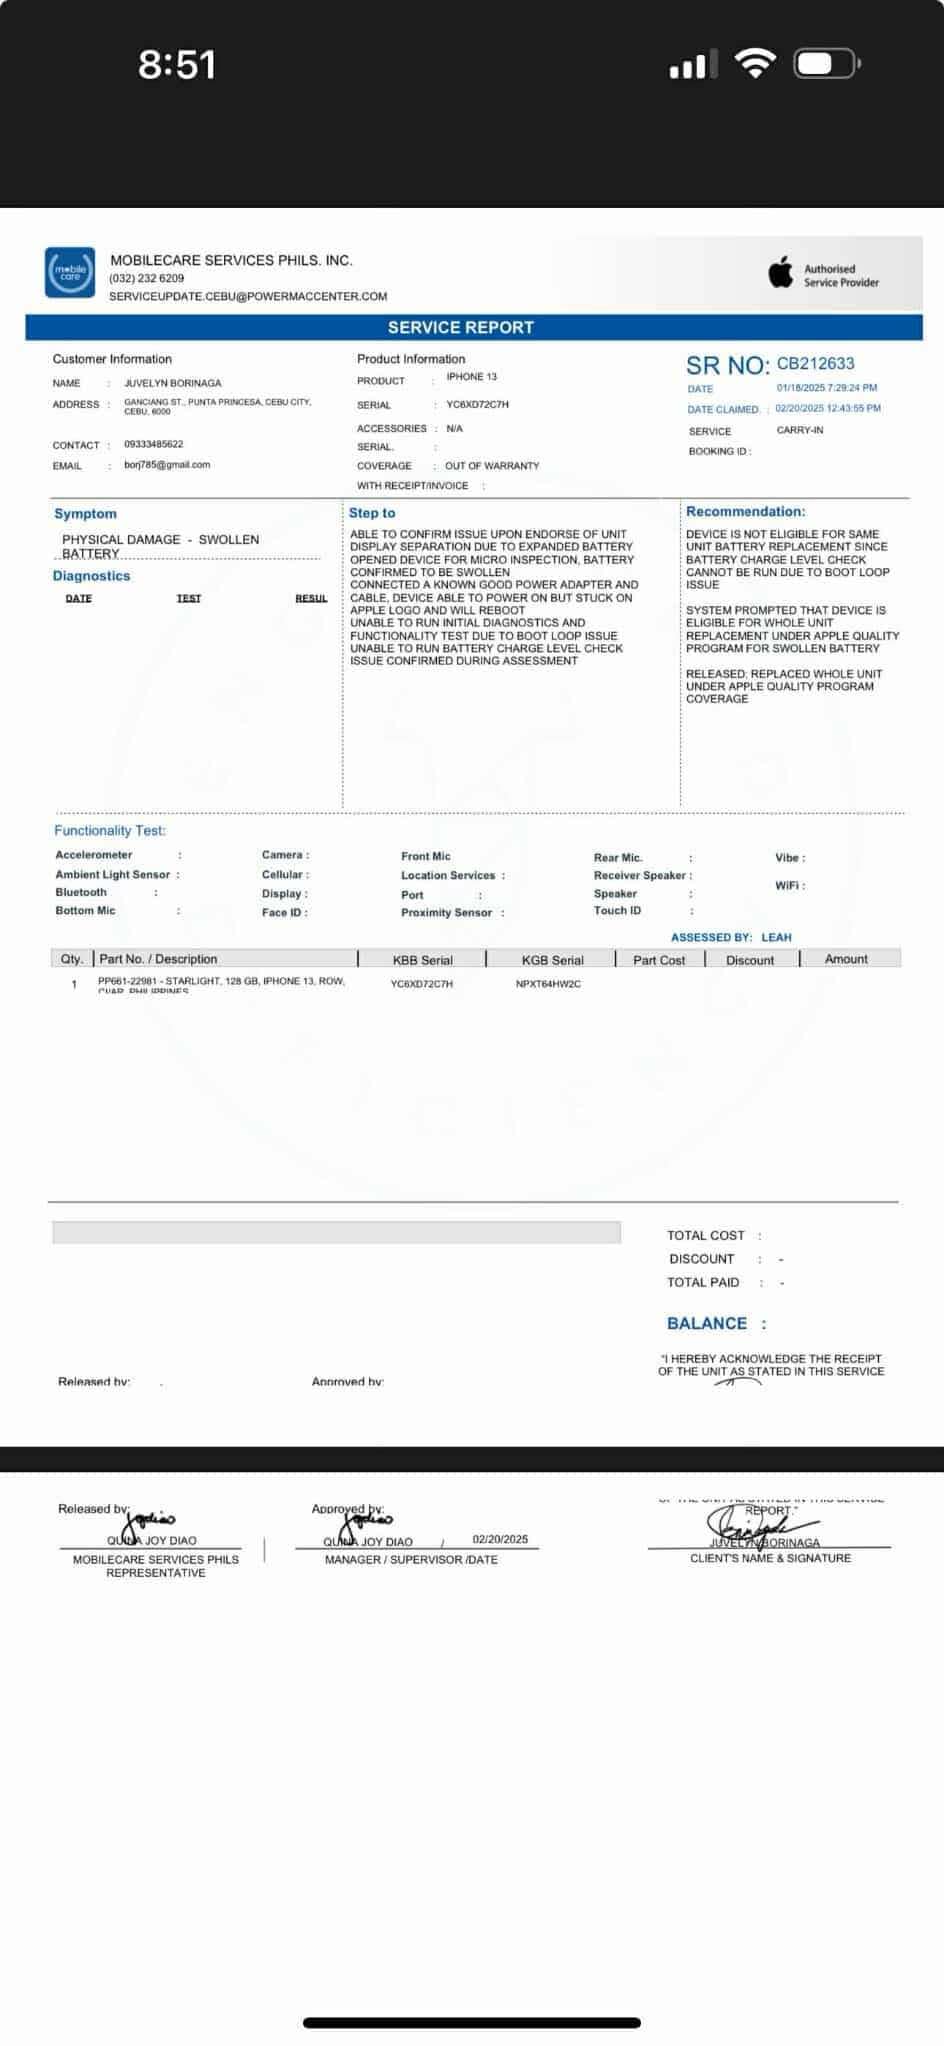 8:51
mobile
care
MOBILECARE SERVICES PHILS. INC.
(032) 232 6209
SERVICEUPDATE.CEBU@POWERMACCENTER.COM
Authorised
Service Provider
SERVICE REPORT
Customer Information
NAME : JUVELYN BORINAGA
ADDRESS : GANCIANG ST., PUNTA PRINCESA, CEBU CITY,
CEBU, 6000
CONTACT : 09333485622
EMAIL : borj785@gmail.com
Product Information
PRODUCT : IPHONE 13
SERIAL : YC6XD72C7H
ACCESSORIES : N/A
SERIAL. :
COVERAGE : OUT OF WARRANTY
WITH RECEIPT/INVOICE :
SR NO: CB212633
DATE 01/18/2025 7:29:24 PM
DATE CLAIMED. : 02/20/2025 12:43:55 PM
SERVICE CARRY-IN
BOOKING ID :
Symptom
PHYSICAL DAMAGE - SWOLLEN
BATTERY
Diagnostics
DATE TEST RESUL
Step to
ABLE TO CONFIRM ISSUE UPON ENDORSE OF UNIT
DISPLAY SEPARATION DUE TO EXPANDED BATTERY
OPENED DEVICE FOR MICRO INSPECTION, BATTERY
CONFIRMED TO BE SWOLLEN
CONNECTED A KNOWN GOOD POWER ADAPTER AND
CABLE, DEVICE ABLE TO POWER ON BUT STUCK ON
APPLE LOGO AND WILL REBOOT
UNABLE TO RUN INITIAL DIAGNOSTICS AND
FUNCTIONALITY TEST DUE TO BOOT LOOP ISSUE
UNABLE TO RUN BATTERY CHARGE LEVEL CHECK
ISSUE CONFIRMED DURING ASSESSMENT
Recommendation:
DEVICE IS NOT ELIGIBLE FOR SAME
UNIT BATTERY REPLACEMENT SINCE
BATTERY CHARGE LEVEL CHECK
CANNOT BE RUN DUE TO BOOT LOOP
ISSUE
SYSTEM PROMPTED THAT DEVICE IS
ELIGIBLE FOR WHOLE UNIT
REPLACEMENT UNDER APPLE QUALITY
PROGRAM FOR SWOLLEN BATTERY
RELEASED: REPLACED WHOLE UNIT
UNDER APPLE QUALITY PROGRAM
COVERAGE
Functionality Test:
Accelerometer : Camera : Front Mic Rear Mic. : Vibe :
Ambient Light Sensor : Cellular : Location Services : Receiver Speaker : WiFi :
Bluetooth : Display : Port : Speaker :
Bottom Mic : Face ID : Proximity Sensor : Touch ID :
ASSESSED BY: LEAH
Qty. Part No. / Description KBB Serial KGB Serial Part Cost Discount Amount
1 PP661-22981 - STARLIGHT, 128 GB, IPHONE 13, ROW, YC6XD72C7H NPXT64HW2C
PHILIPPINES
TOTAL COST :
DISCOUNT : -
TOTAL PAID : -
BALANCE :
"I HEREBY ACKNOWLEDGE THE RECEIPT
OF THE UNIT AS STATED IN THIS SERVICE
Released by: Approved by:
Released by: Approved by:
REPORT."
QUINA JOY DIAO QUINA JOY DIAO / 02/20/2025 JUVELYN BORINAGA
MOBILECARE SERVICES PHILS MANAGER / SUPERVISOR /DATE CLIENT'S NAME & SIGNATURE
REPRESENTATIVE